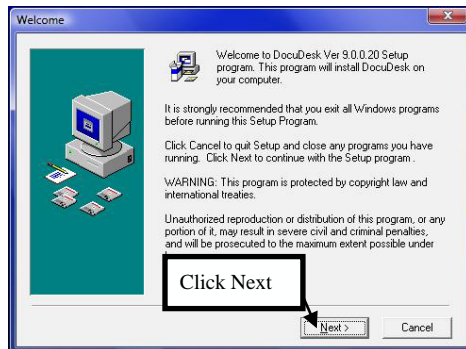 Welcome
Welcome to DocuDesk Ver 9.0.0.20 Setup
program. This program will install DocuDesk on
your computer.
It is strongly recommended that you exit all Windows programs
before running this Setup Program.
Click Cancel to quit Setup and close any programs you have
running. Click Next to continue with the Setup program .
WARNING: This program is protected by copyright law and
international treaties.
Unauthorized reproduction or distribution of this program, or any
portion of it, may result in severe civil and criminal penalties,
and will be prosecuted to the maximum extent possible under
Click Next
Next >
Cancel